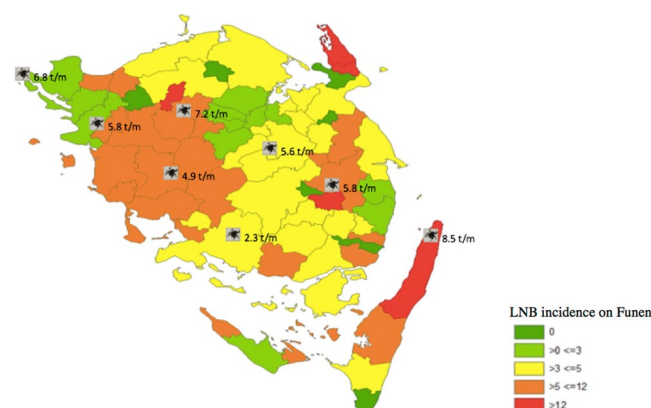 6.8 t/m
7.2 t/m
5.8 t/m
5.6 t/m
4.9 t/m
5.8 t/m
2.3 t/m
8.5 t/m
LNB incidence on Funen
0
>0 <=3
>3 <=5
>5 <=12
>12